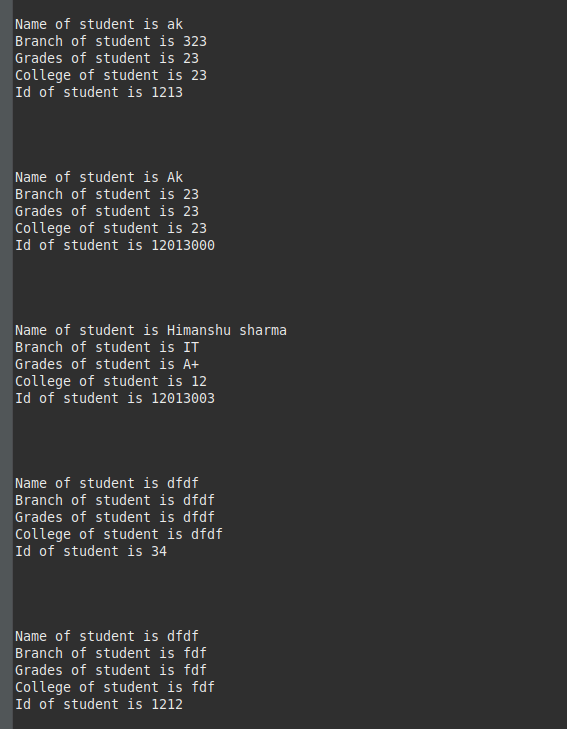 Name of student is ak
Branch of student is 323
Grades of student is 23
College of student is 23
Id of student is 1213
Name of student is Ak
Branch of student is 23
Grades of student is 23
College of student is 23
Id of student is 12013000
Name of student is Himanshu sharma
Branch of student is IT
Grades of student is A+
College of student is 12
Id of student is 12013003
Name of student is dfdf
Branch of student is dfdf
Grades of student is dfdf
College of student is dfdf
Id of student is 34
Name of student is dfdf
Branch of student is fdf
Grades of student is fdf
College of student is fdf
Id of student is 1212